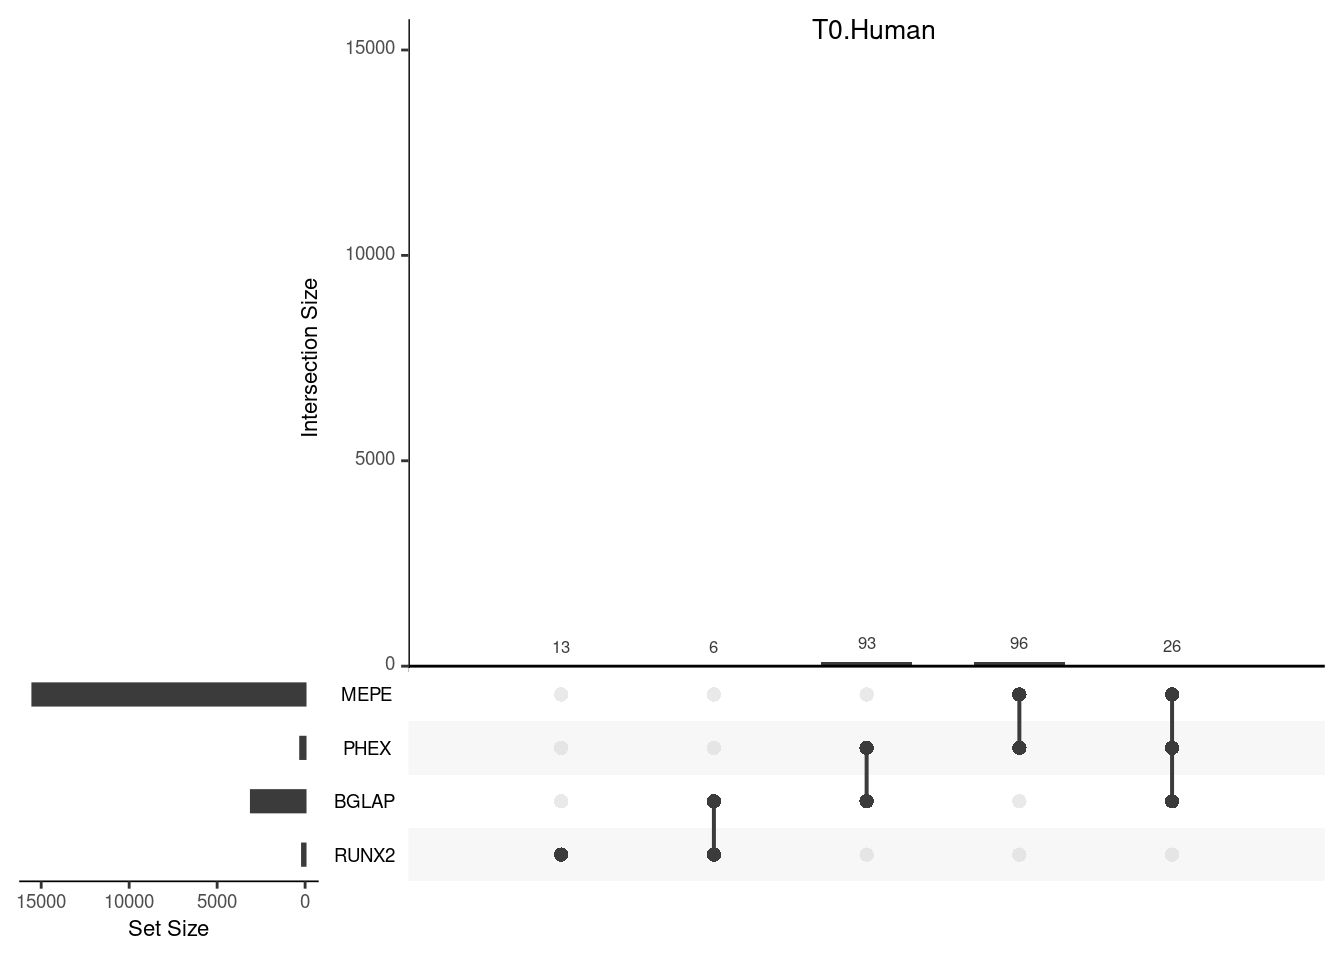 T0.Human
15000
10000
5000
0
Intersection Size
13
6
93
96
26
MEPE
PHEX
BGLAP
RUNX2
15000 10000 5000 0
Set Size